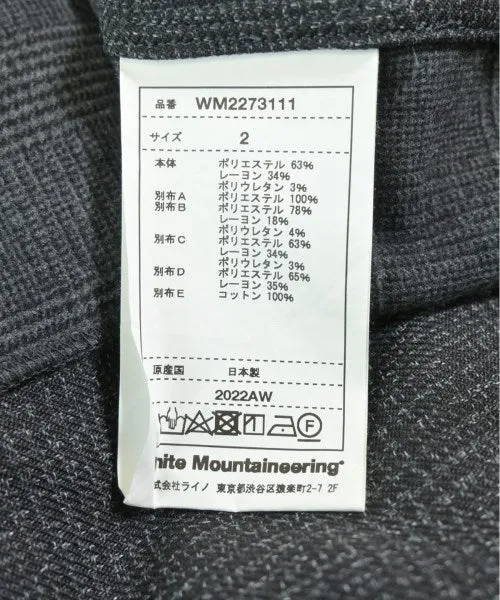 品番 WM2273111
サイズ 2
本体 ポリエステル 63%
レーヨン 34%
ポリウレタン 3%
別布A ポリエステル 100%
別布B ポリエステル 78%
レーヨン 18%
ポリウレタン 4%
別布C ポリエステル 63%
レーヨン 34%
ポリウレタン 3%
別布D ポリエステル 65%
レーヨン 35%
別布E コットン 100%
原産国 日本製
2022AW
F
hite Mountaineering®
式会社ライノ 東京都渋谷区猿楽町2-7 2F